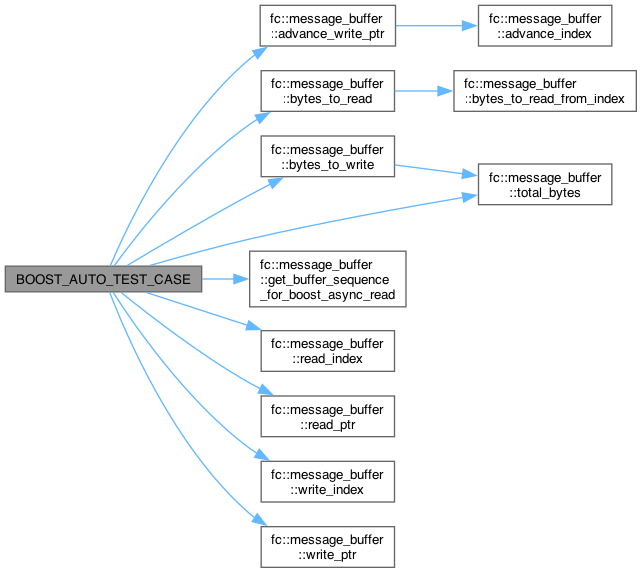 BOOST_AUTO_TEST_CASE
fc::message_buffer
::advance_write_ptr
fc::message_buffer
::advance_index
fc::message_buffer
::bytes_to_read
fc::message_buffer
::bytes_to_read_from_index
fc::message_buffer
::bytes_to_write
fc::message_buffer
::total_bytes
fc::message_buffer
::get_buffer_sequence
_for_boost_async_read
fc::message_buffer
::read_index
fc::message_buffer
::read_ptr
fc::message_buffer
::write_index
fc::message_buffer
::write_ptr